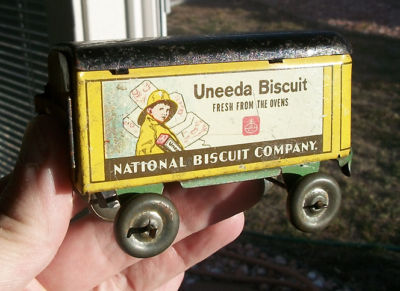 Uneeda Biscuit
FRESH FROM THE OVENS
NATIONAL BISCUIT COMPANY.